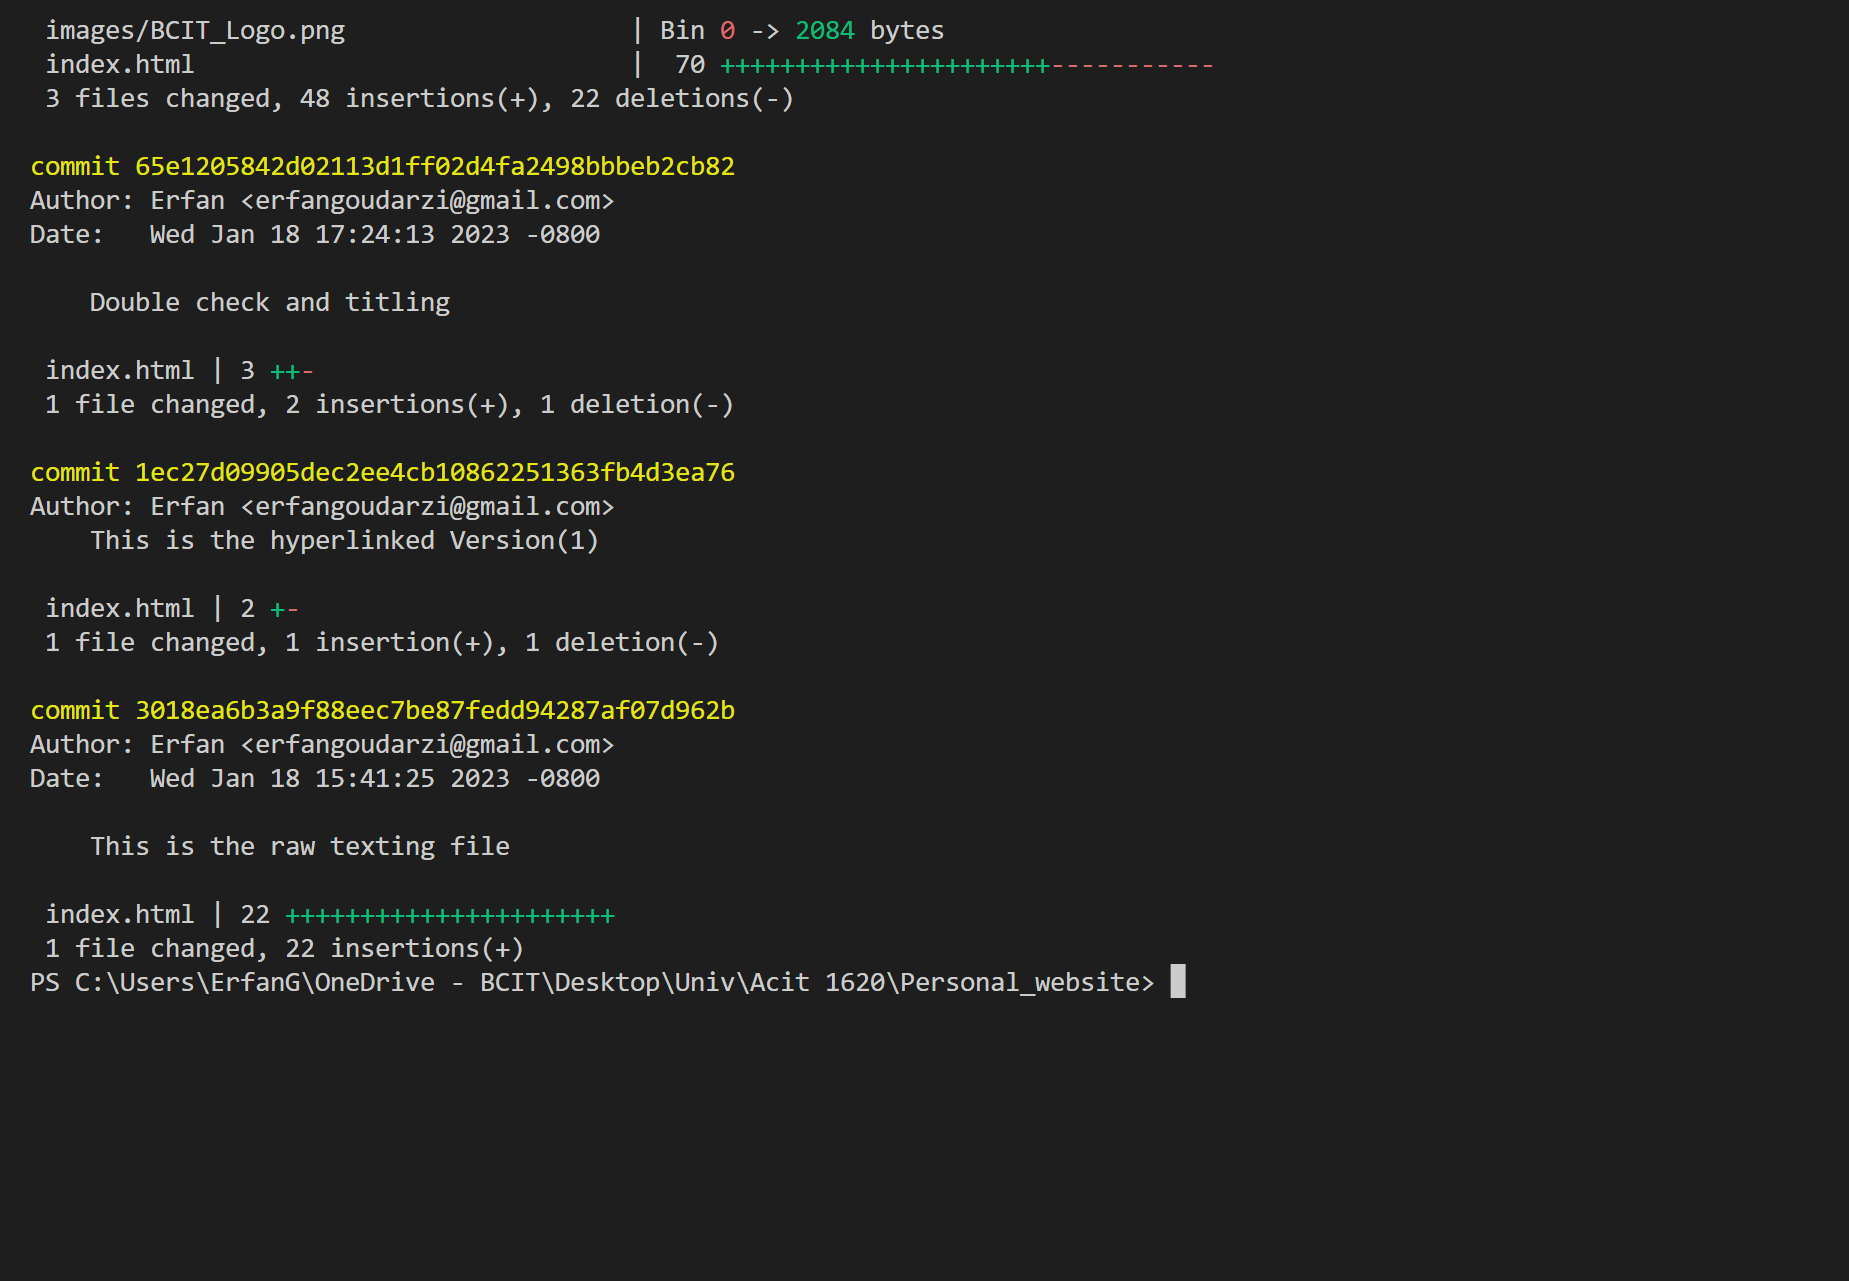 images/BCIT_Logo.png | Bin 0 -> 2084 bytes
index.html | 70 ++++++++++++++++++++++-----------
3 files changed, 48 insertions(+), 22 deletions(-)
commit 65e1205842d02113d1ff02d4fa2498bbbeb2cb82
Author: Erfan <erfangoudarzi@gmail.com>
Date: Wed Jan 18 17:24:13 2023 -0800
Double check and titling
index.html | 3 ++-
1 file changed, 2 insertions(+), 1 deletion(-)
commit 1ec27d09905dec2ee4cb10862251363fb4d3ea76
Author: Erfan <erfangoudarzi@gmail.com>
This is the hyperlinked Version(1)
index.html | 2 +-
1 file changed, 1 insertion(+), 1 deletion(-)
commit 3018ea6b3a9f88eec7be87fedd94287af07d962b
Author: Erfan <erfangoudarzi@gmail.com>
Date: Wed Jan 18 15:41:25 2023 -0800
This is the raw texting file
index.html | 22 ++++++++++++++++++++++
1 file changed, 22 insertions(+)
PS C:\Users\ErfanG\OneDrive - BCIT\Desktop\Univ\Acit 1620\Personal_website>